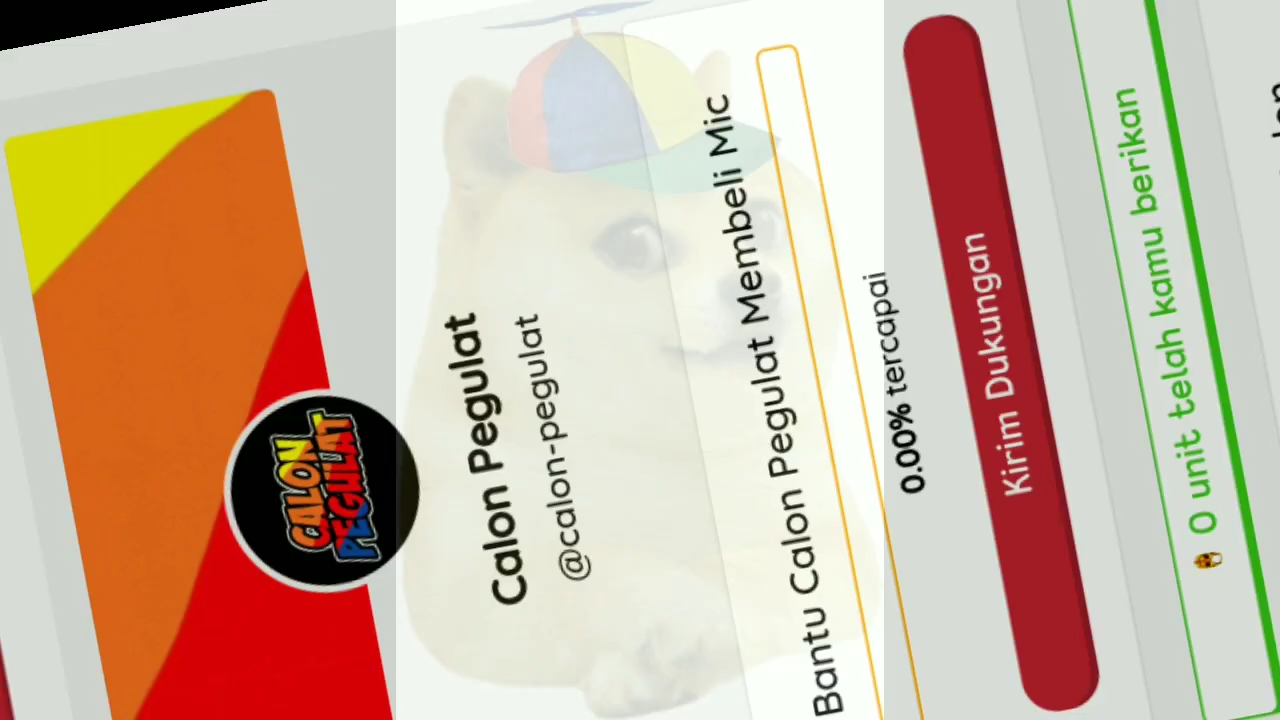 CALON
PEGULAT
Calon Pegulat
@calon-pegulat
Bantu Calon Pegulat Membeli Mic
0.00% tercapai
Kirim Dukungan
0 unit telah kamu berikan